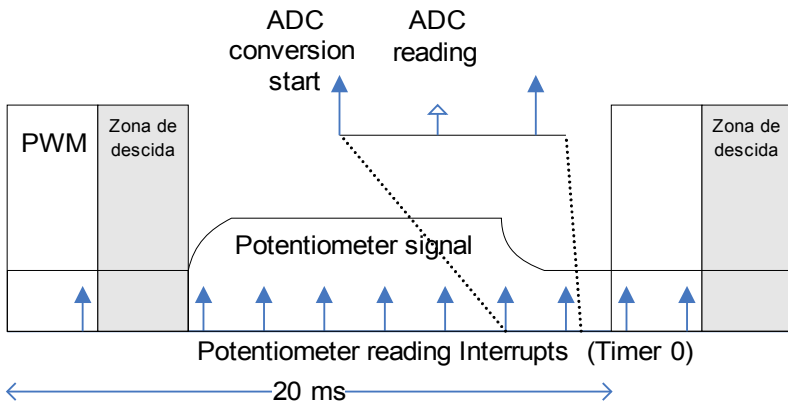 ADC
conversion
start
ADC
reading
PWM
Zona de
descida
Zona de
descida
Potentiometer signal
Potentiometer reading Interrupts (Timer 0)
20 ms